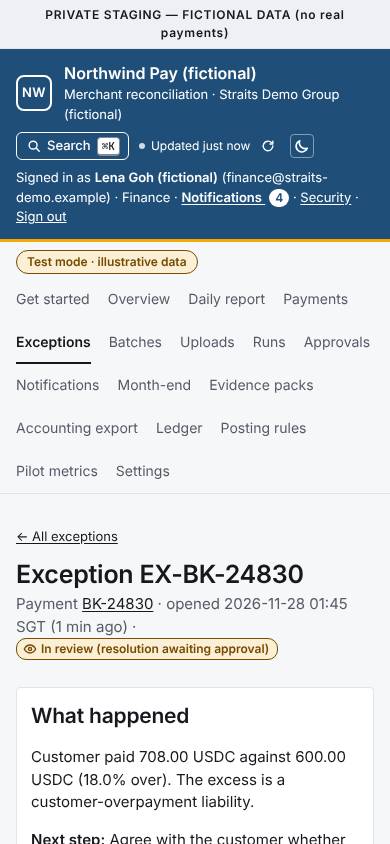 PRIVATE STAGING — FICTIONAL DATA (no real
payments)
NW
Northwind Pay (fictional)
Merchant reconciliation · Straits Demo Group
(fictional)
Search ⌘K
Updated just now
Signed in as Lena Goh (fictional) (finance@straits-
demo.example) · Finance · Notifications 4 · Security ·
Sign out
Test mode · illustrative data
Get started Overview Daily report Payments
Exceptions Batches Uploads Runs Approvals
Notifications Month-end Evidence packs
Accounting export Ledger Posting rules
Pilot metrics Settings
← All exceptions
Exception EX-BK-24830
Payment BK-24830 · opened 2026-11-28 01:45
SGT (1 min ago) ·
In review (resolution awaiting approval)
What happened
Customer paid 708.00 USDC against 600.00
USDC (18.0% over). The excess is a
customer-overpayment liability.
Next step: Agree with the customer whether